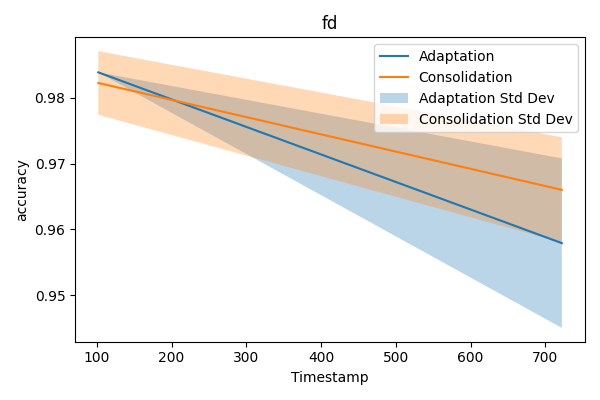 fd
Adaptation
Consolidation
Adaptation Std Dev
Consolidation Std Dev
accuracy
0.98
0.97
0.96
0.95
100 200 300 400 500 600 700
Timestamp